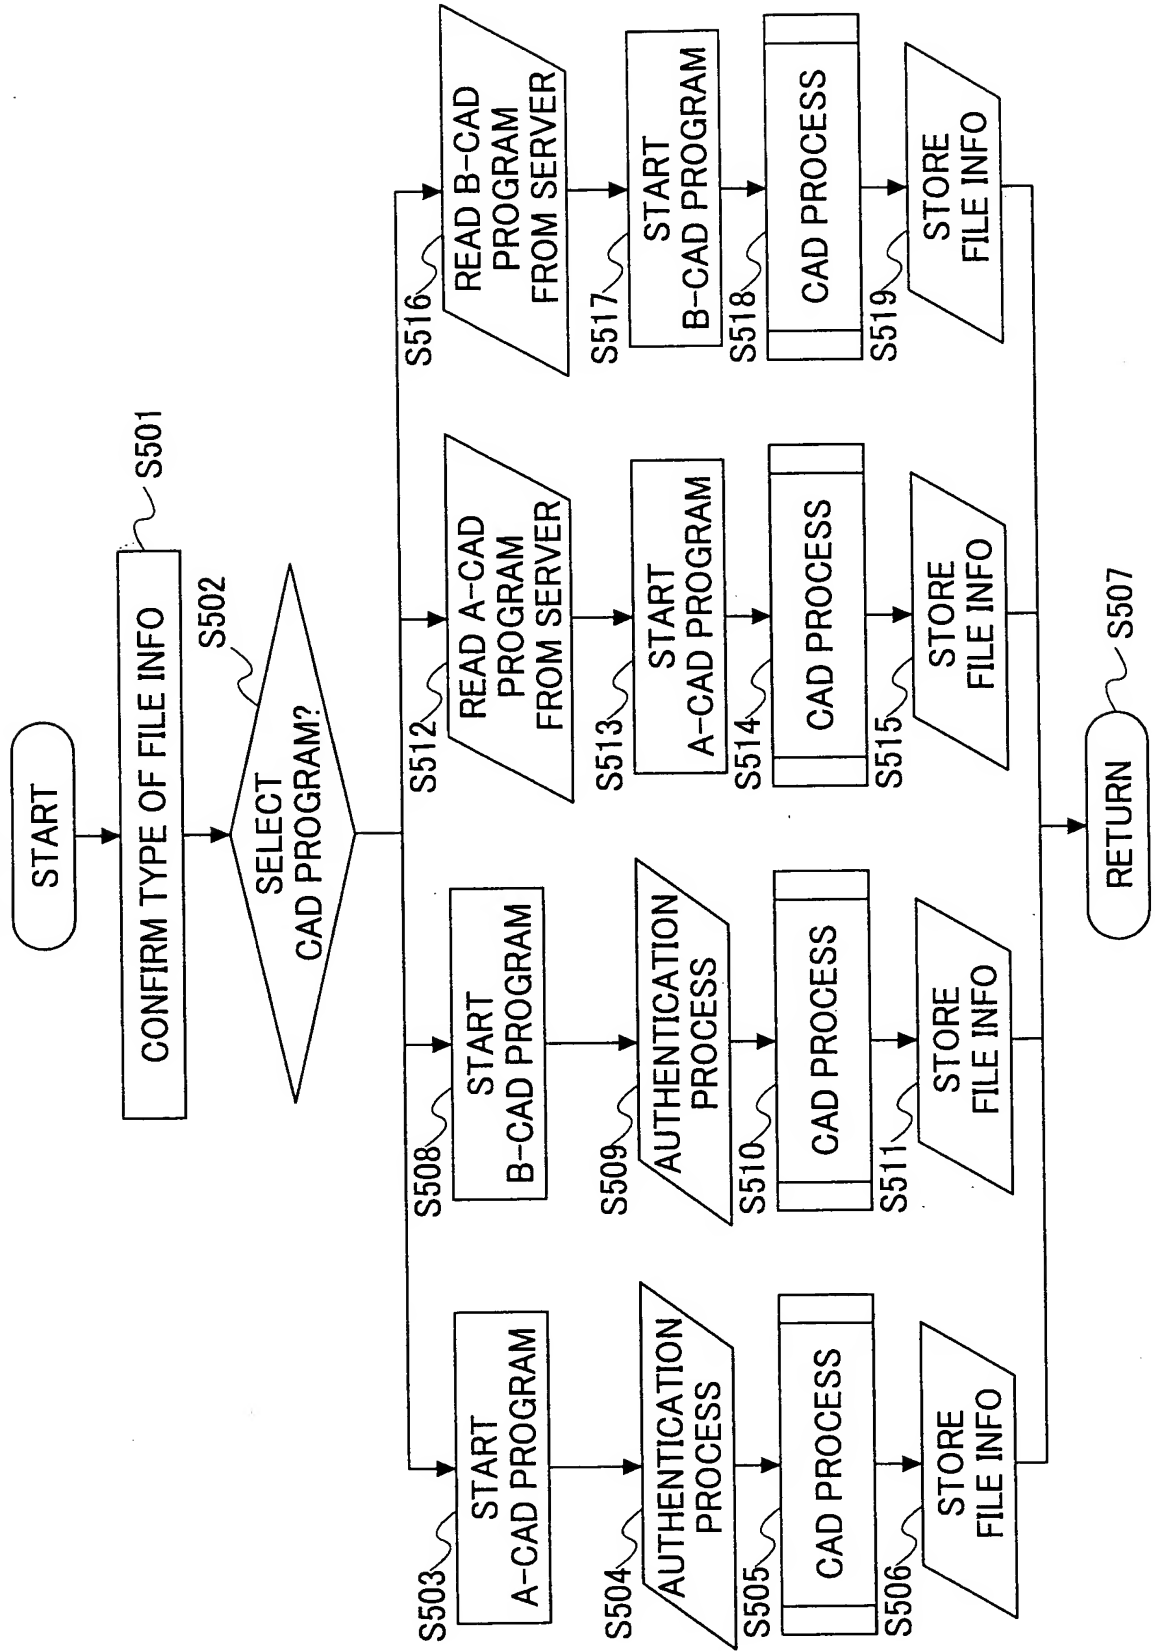 START
CONFIRM TYPE OF FILE INFO
S501
SELECT
CAD PROGRAM?
S502
S503
START
A-CAD PROGRAM
S504
AUTHENTICATION
PROCESS
S505
CAD PROCESS
S506
STORE
FILE INFO
S508
START
B-CAD PROGRAM
S509
AUTHENTICATION
PROCESS
S510
CAD PROCESS
S511
STORE
FILE INFO
S512
READ A-CAD
PROGRAM
FROM SERVER
S513
START
A-CAD PROGRAM
S514
CAD PROCESS
S515
STORE
FILE INFO
S516
READ B-CAD
PROGRAM
FROM SERVER
S517
START
B-CAD PROGRAM
S518
CAD PROCESS
S519
STORE
FILE INFO
RETURN
S507